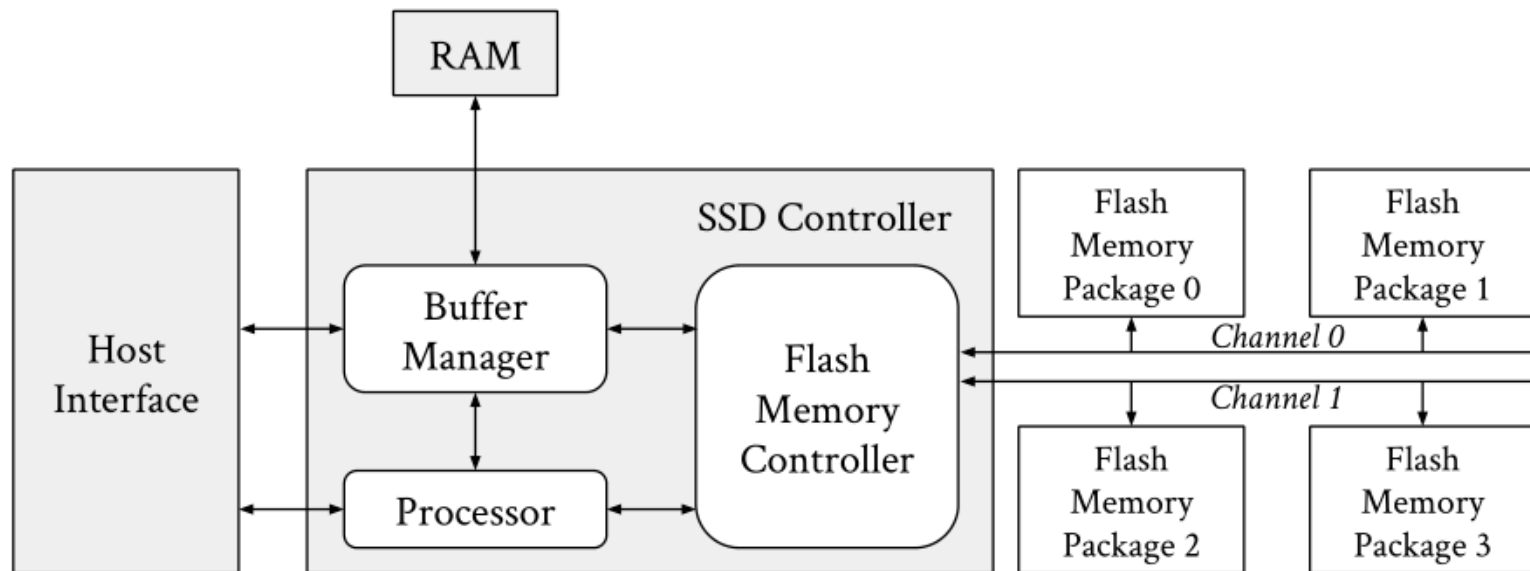 RAM
Host
Interface
SSD Controller
Buffer
Manager
Processor
Flash
Memory
Controller
Flash
Memory
Package 0
Flash
Memory
Package 1
Channel 0
Channel 1
Flash
Memory
Package 2
Flash
Memory
Package 3